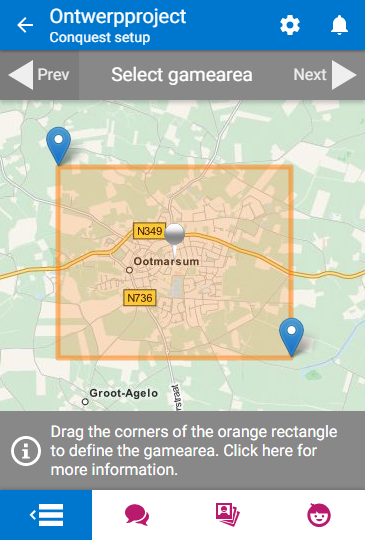 Ontwerpproject
Conquest setup
Prev
Select gamearea
Next
N349
Ootmarsum
N736
Groot-Agelo
Drag the corners of the orange rectangle
to define the gamearea. Click here for
more information.